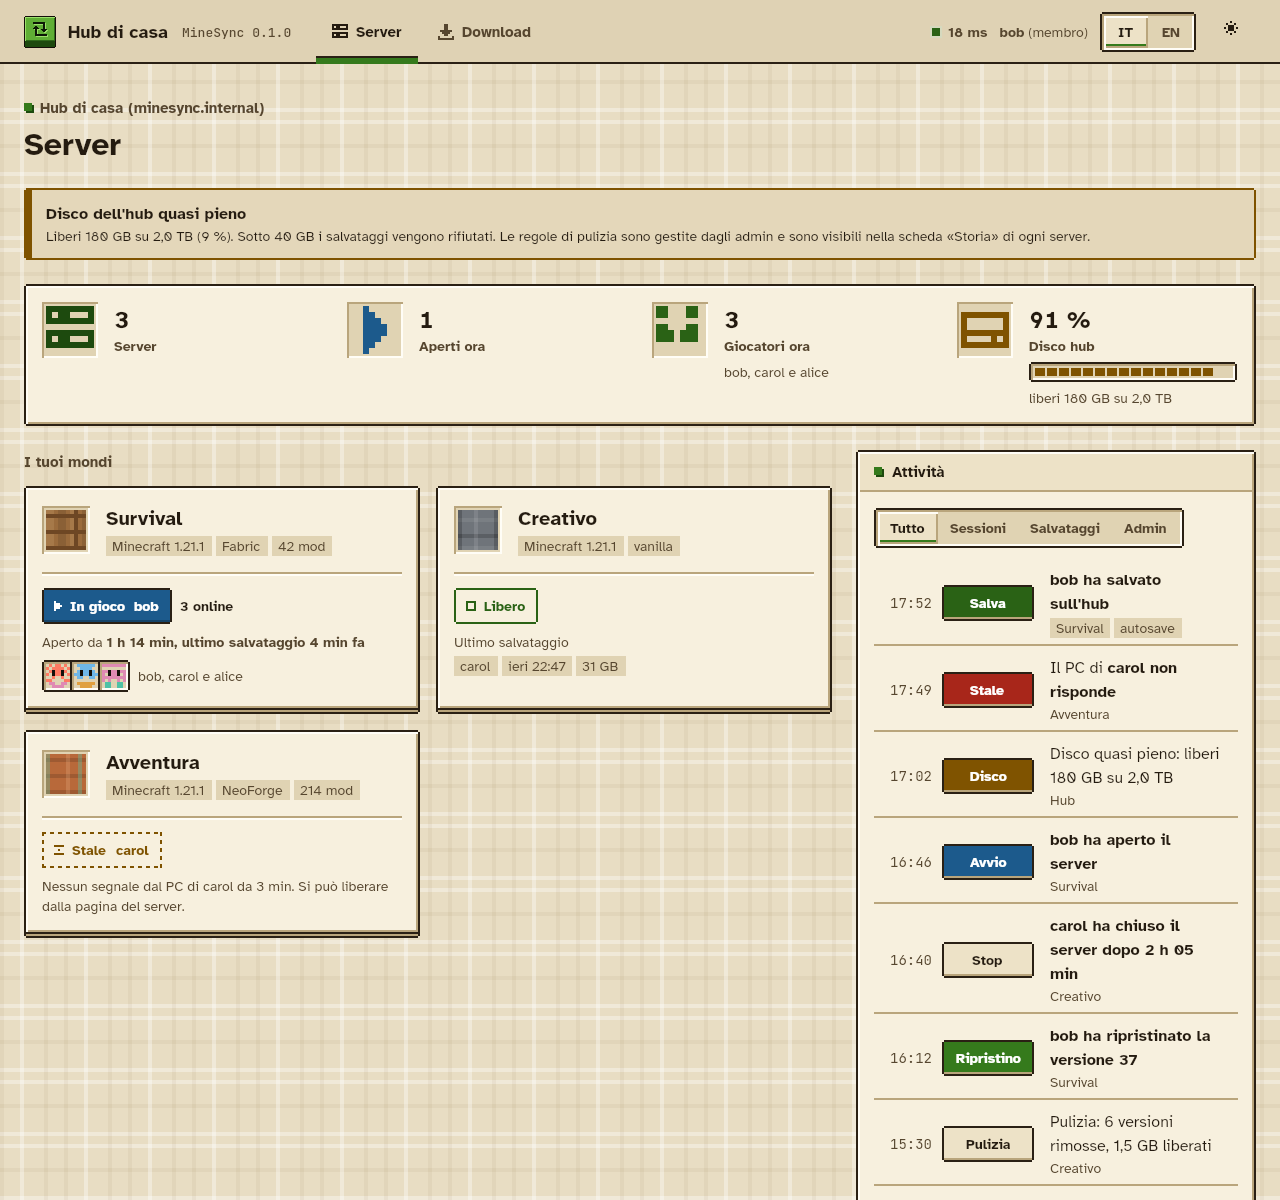 Hub di casa MineSync 0.1.0 Server Download 18 ms bob (membro) IT EN
Hub di casa (minesync.internal)
Server
Disco dell'hub quasi pieno
Liberi 180 GB su 2,0 TB (9 %). Sotto 40 GB i salvataggi vengono rifiutati. Le regole di pulizia sono gestite dagli admin e sono visibili nella scheda «Storia» di ogni server.
3
Server
1
Aperti ora
3
Giocatori ora
bob, carol e alice
91 %
Disco hub
liberi 180 GB su 2,0 TB
I tuoi mondi
Survival
Minecraft 1.21.1 Fabric 42 mod
In gioco bob 3 online
Aperto da 1 h 14 min, ultimo salvataggio 4 min fa
bob, carol e alice
Creativo
Minecraft 1.21.1 vanilla
Libero
Ultimo salvataggio
carol ieri 22:47 31 GB
Avventura
Minecraft 1.21.1 NeoForge 214 mod
Stale carol
Nessun segnale dal PC di carol da 3 min. Si può liberare
dalla pagina del server.
Attività
Tutto Sessioni Salvataggi Admin
17:52 Salva bob ha salvato
sull'hub
Survival autosave
17:49 Stale Il PC di carol non
risponde
Avventura
17:02 Disco Disco quasi pieno: liberi
180 GB su 2,0 TB
Hub
16:46 Avvio bob ha aperto il
server
Survival
16:40 Stop carol ha chiuso il
server dopo 2 h 05
min
Creativo
16:12 Ripristino bob ha ripristinato la
versione 37
Survival
15:30 Pulizia Pulizia: 6 versioni
rimosse, 1,5 GB liberati
Creativo